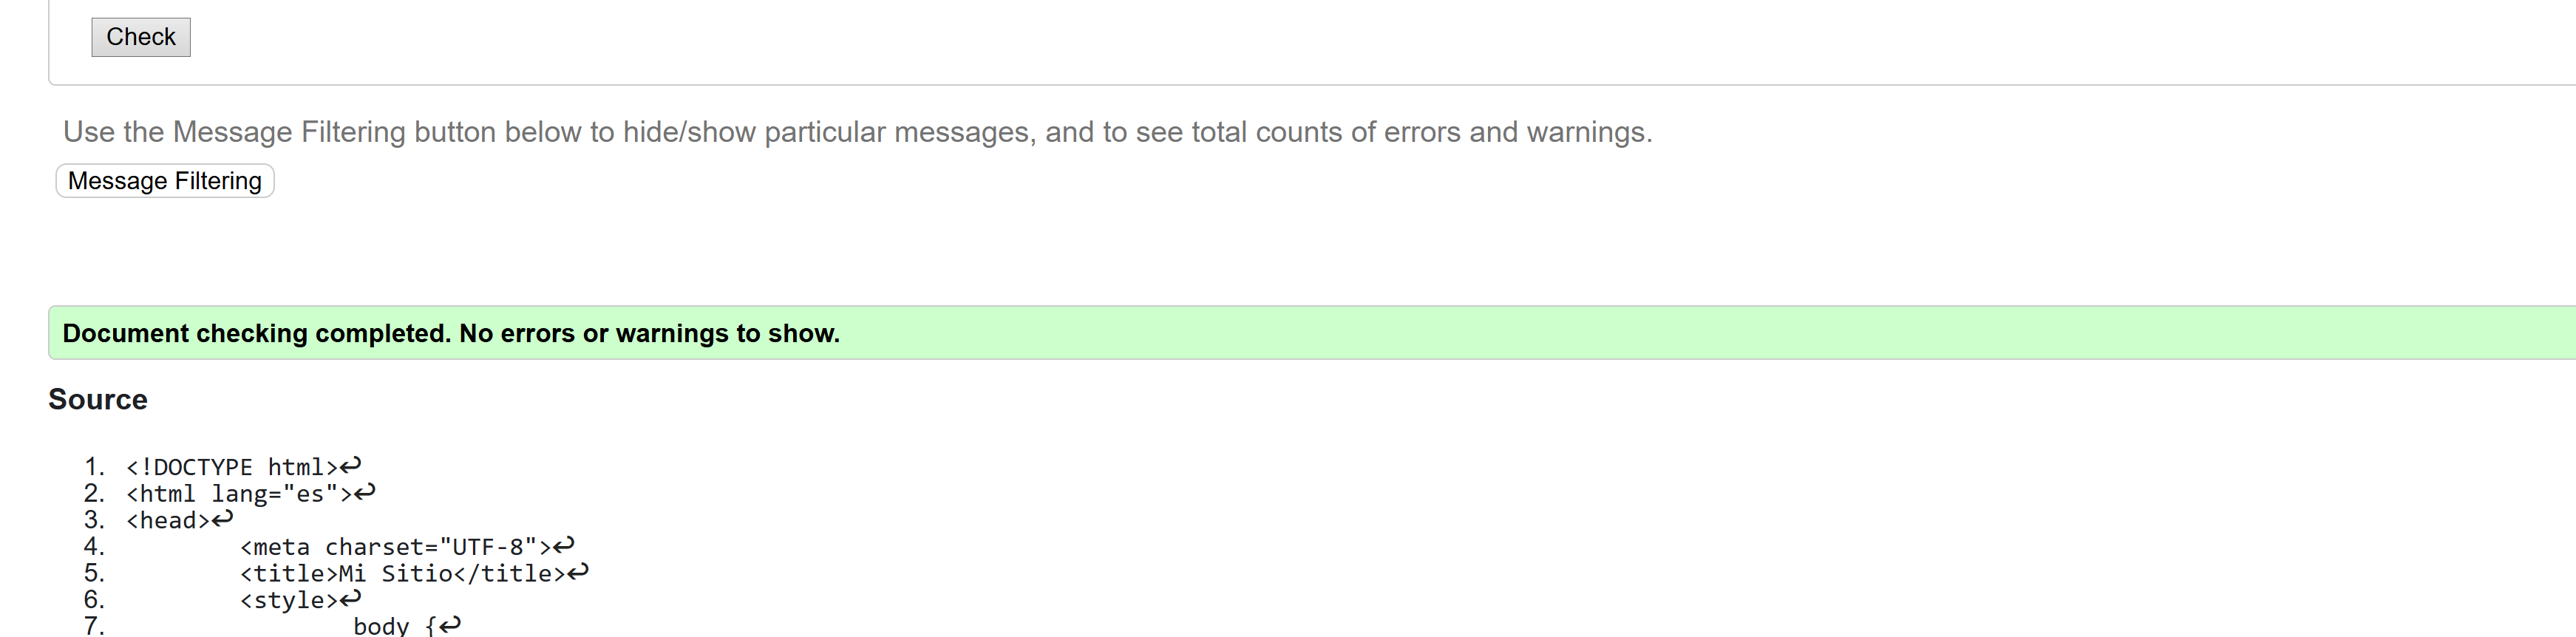 Check
Use the Message Filtering button below to hide/show particular messages, and to see total counts of errors and warnings.
Message Filtering
Document checking completed. No errors or warnings to show.
Source
1. <!DOCTYPE html>↩
2. <html lang="es">↩
3. <head>↩
4. <meta charset="UTF-8">↩
5. <title>Mi Sitio</title>↩
6. <style>↩
7. body {↩